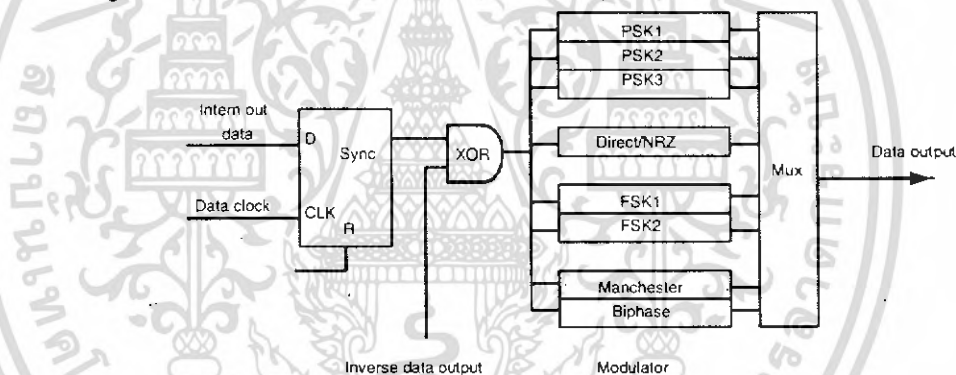 PSK1
PSK2
PSK3
Intern out
data
D
Sync
XOR
Direct/NRZ
Mux
Data output
Data clock
CLK
R
FSK1
FSK2
Manchester
Biphase
Inverse data output
Modulator